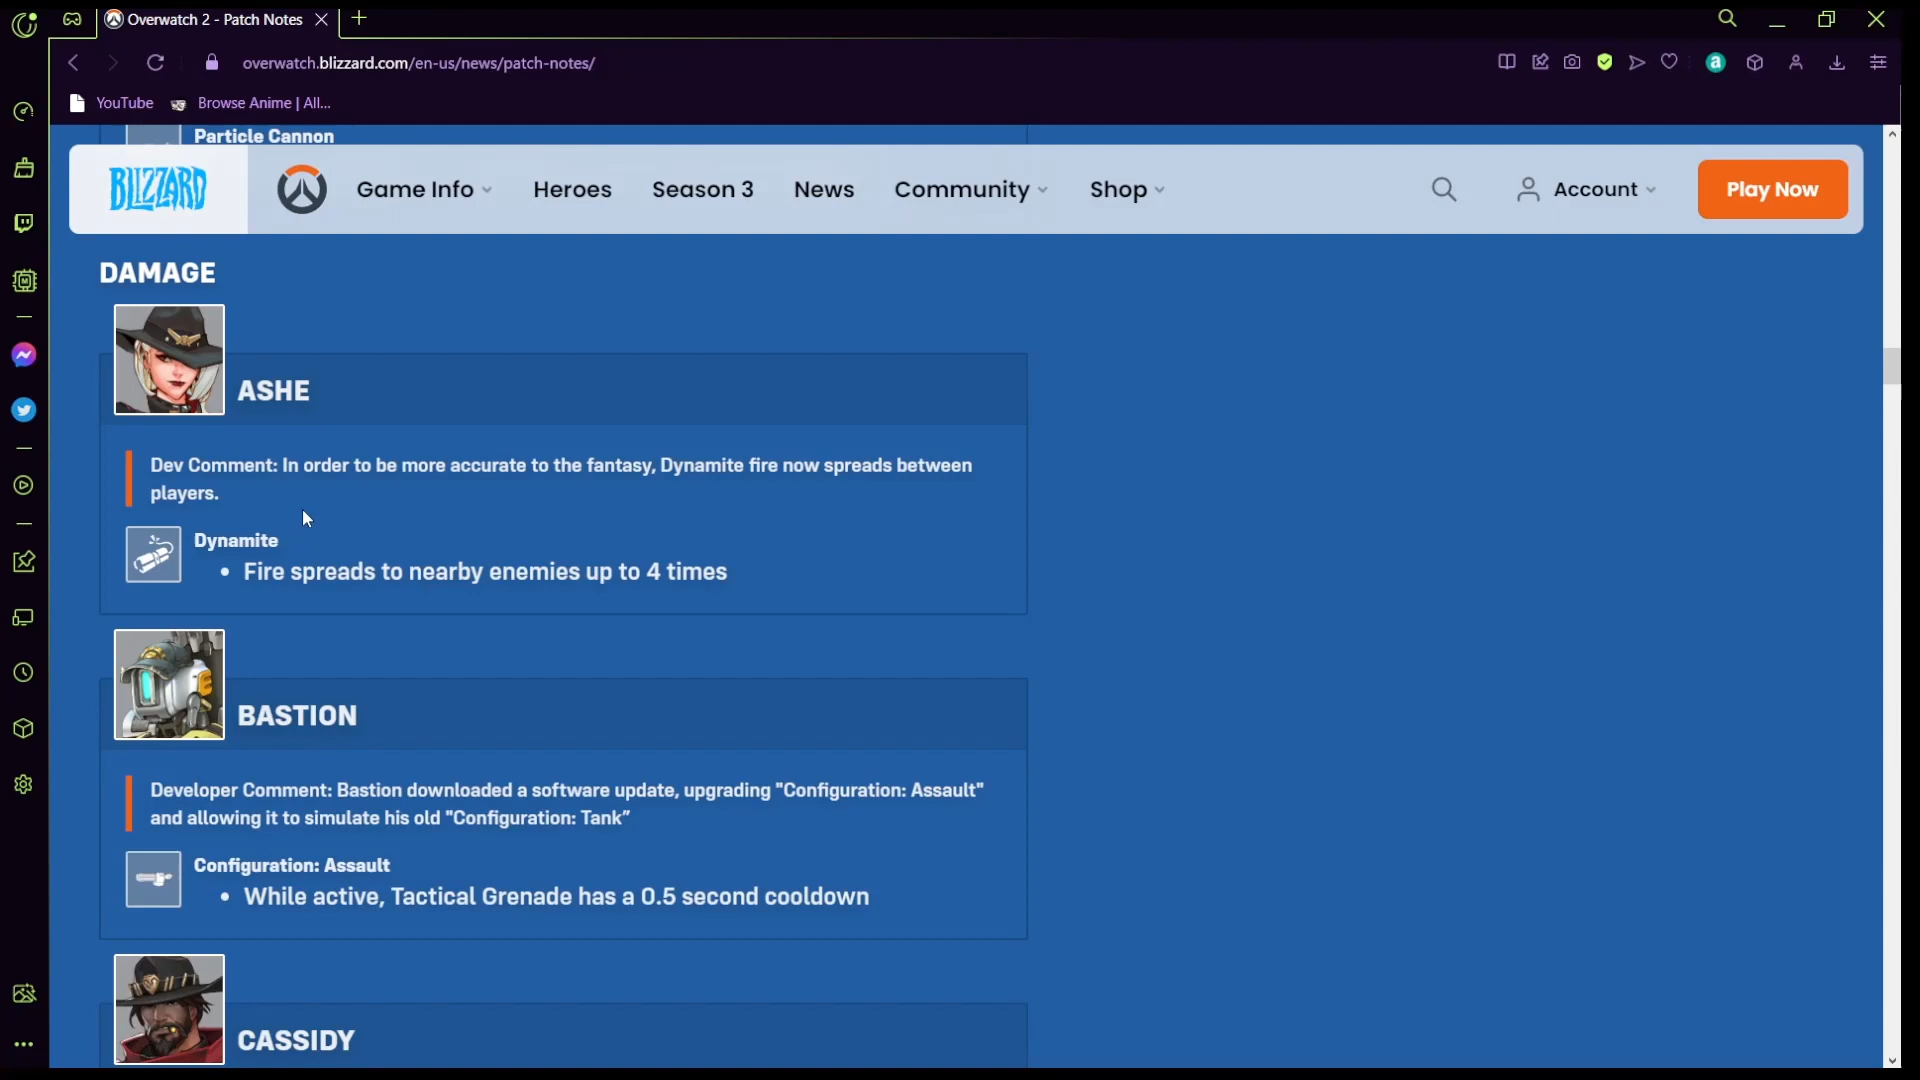 Overwatch 2 - Patch Notes
overwatch.blizzard.com/en-us/news/patch-notes/
YouTube Browse Anime | All...
Particle Cannon
BLIZZARD Game Info Heroes Season 3 News Community Shop Account Play Now
DAMAGE
ASHE
Dev Comment: In order to be more accurate to the fantasy, Dynamite fire now spreads between
players.
Dynamite
• Fire spreads to nearby enemies up to 4 times
BASTION
Developer Comment: Bastion downloaded a software update, upgrading "Configuration: Assault"
and allowing it to simulate his old "Configuration: Tank”
Configuration: Assault
• While active, Tactical Grenade has a 0.5 second cooldown
CASSIDY